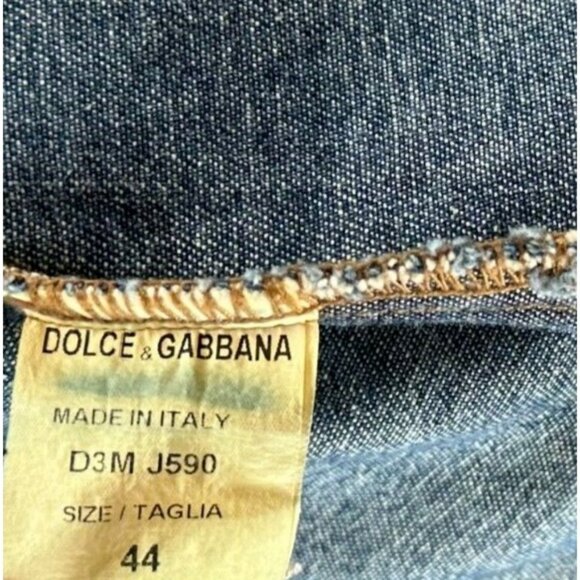 DOLCE & GABBANA
MADE IN ITALY
D3M J590
SIZE / TAGLIA
44